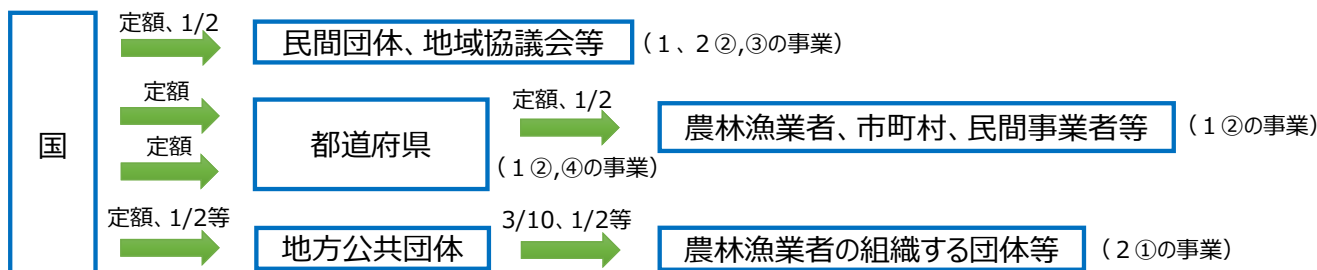 国
定額、1/2
民間団体、地域協議会等
（１、２②,③の事業）
定額
定額
都道府県
（１②,④の事業）
定額、1/2
農林漁業者、市町村、民間事業者等
（１②の事業）
定額、1/2等
地方公共団体
3/10、1/2等
農林漁業者の組織する団体等
（２①の事業）